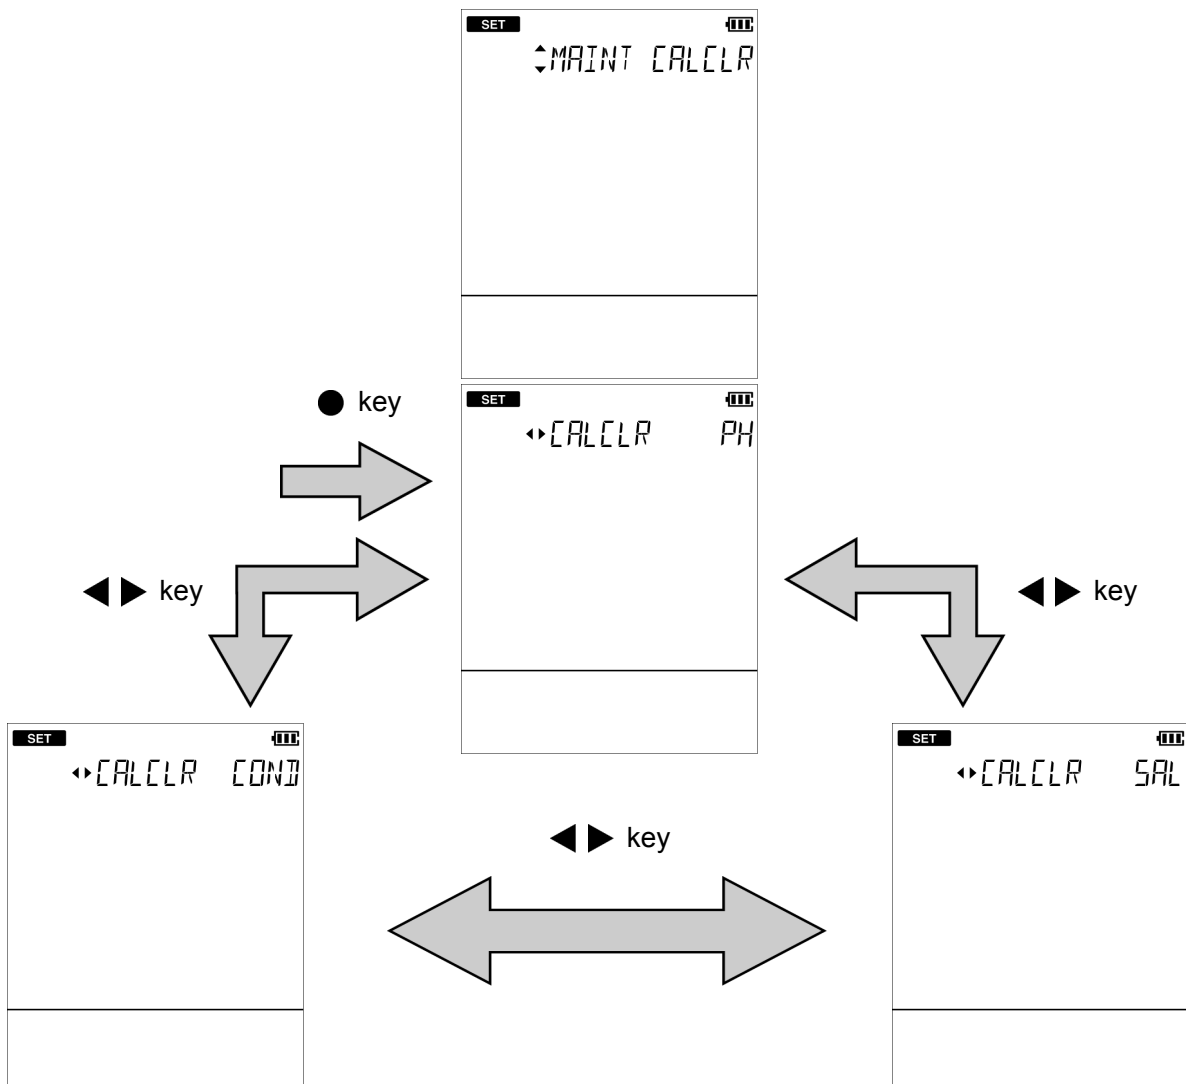 SET
MAINT CALCLR
● key
SET
CALCLR PH
◀ ▶ key
◀ ▶ key
SET
CALCLR COND
◀ ▶ key
SET
CALCLR SAL